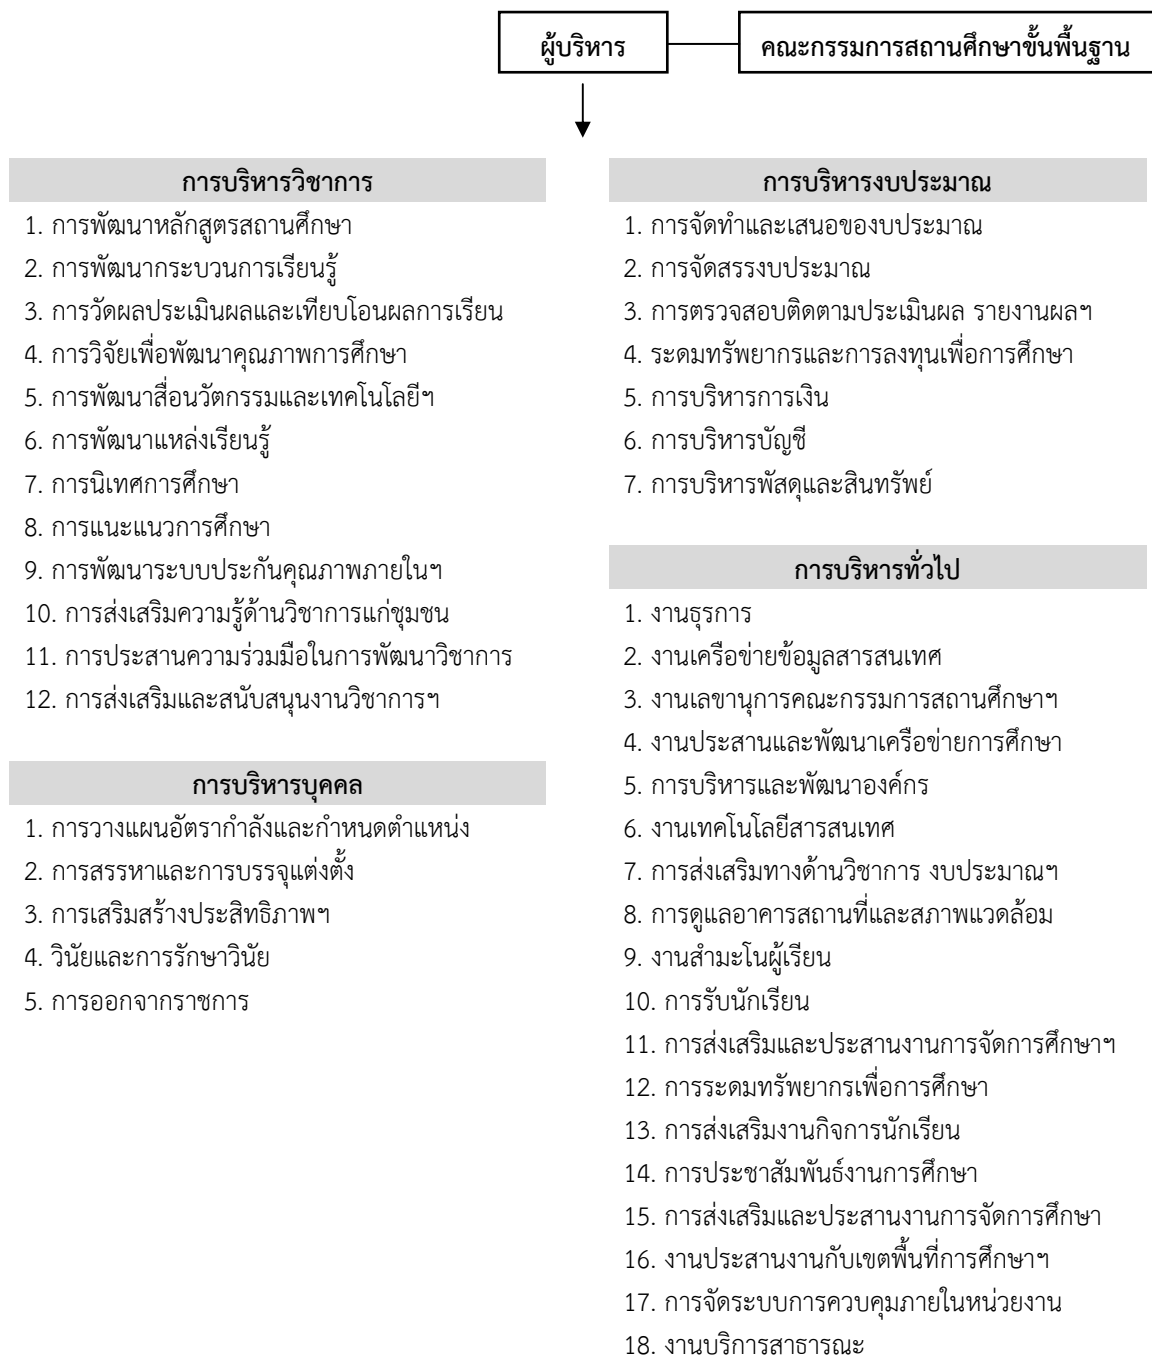 ผู้บริหาร
คณะกรรมการสถานศึกษาขั้นพื้นฐาน
การบริหารวิชาการ
1. การพัฒนาหลักสูตรสถานศึกษา
2. การพัฒนากระบวนการเรียนรู้
3. การวัดผลประเมินผลและเทียบโอนผลการเรียน
4. การวิจัยเพื่อพัฒนาคุณภาพการศึกษา
5. การพัฒนาสื่อนวัตกรรมและเทคโนโลยีฯ
6. การพัฒนาแหล่งเรียนรู้
7. การนิเทศการศึกษา
8. การแนะแนวการศึกษา
9. การพัฒนาระบบประกันคุณภาพภายในฯ
10. การส่งเสริมความรู้ด้านวิชาการแก่ชุมชน
11. การประสานความร่วมมือในการพัฒนาวิชาการ
12. การส่งเสริมและสนับสนุนงานวิชาการฯ
การบริหารบุคคล
1. การวางแผนอัตรากำลังและกำหนดตำแหน่ง
2. การสรรหาและการบรรจุแต่งตั้ง
3. การเสริมสร้างประสิทธิภาพฯ
4. วินัยและการรักษาวินัย
5. การออกจากราชการ
การบริหารงบประมาณ
1. การจัดทำและเสนอของบประมาณ
2. การจัดสรรงบประมาณ
3. การตรวจสอบติดตามประเมินผล รายงานผลฯ
4. ระดมทรัพยากรและการลงทุนเพื่อการศึกษา
5. การบริหารการเงิน
6. การบริหารบัญชี
7. การบริหารพัสดุและสินทรัพย์
การบริหารทั่วไป
1. งานธุรการ
2. งานเครือข่ายข้อมูลสารสนเทศ
3. งานเลขานุการคณะกรรมการสถานศึกษาฯ
4. งานประสานและพัฒนาเครือข่ายการศึกษา
5. การบริหารและพัฒนาองค์กร
6. งานเทคโนโลยีสารสนเทศ
7. การส่งเสริมทางด้านวิชาการ งบประมาณฯ
8. การดูแลอาคารสถานที่และสภาพแวดล้อม
9. งานสำมะโนผู้เรียน
10. การรับนักเรียน
11. การส่งเสริมและประสานงานการจัดการศึกษาฯ
12. การระดมทรัพยากรเพื่อการศึกษา
13. การส่งเสริมงานกิจการนักเรียน
14. การประชาสัมพันธ์งานการศึกษา
15. การส่งเสริมและประสานงานการจัดการศึกษา
16. งานประสานงานกับเขตพื้นที่การศึกษาฯ
17. การจัดระบบการควบคุมภายในหน่วยงาน
18. งานบริการสาธารณะ